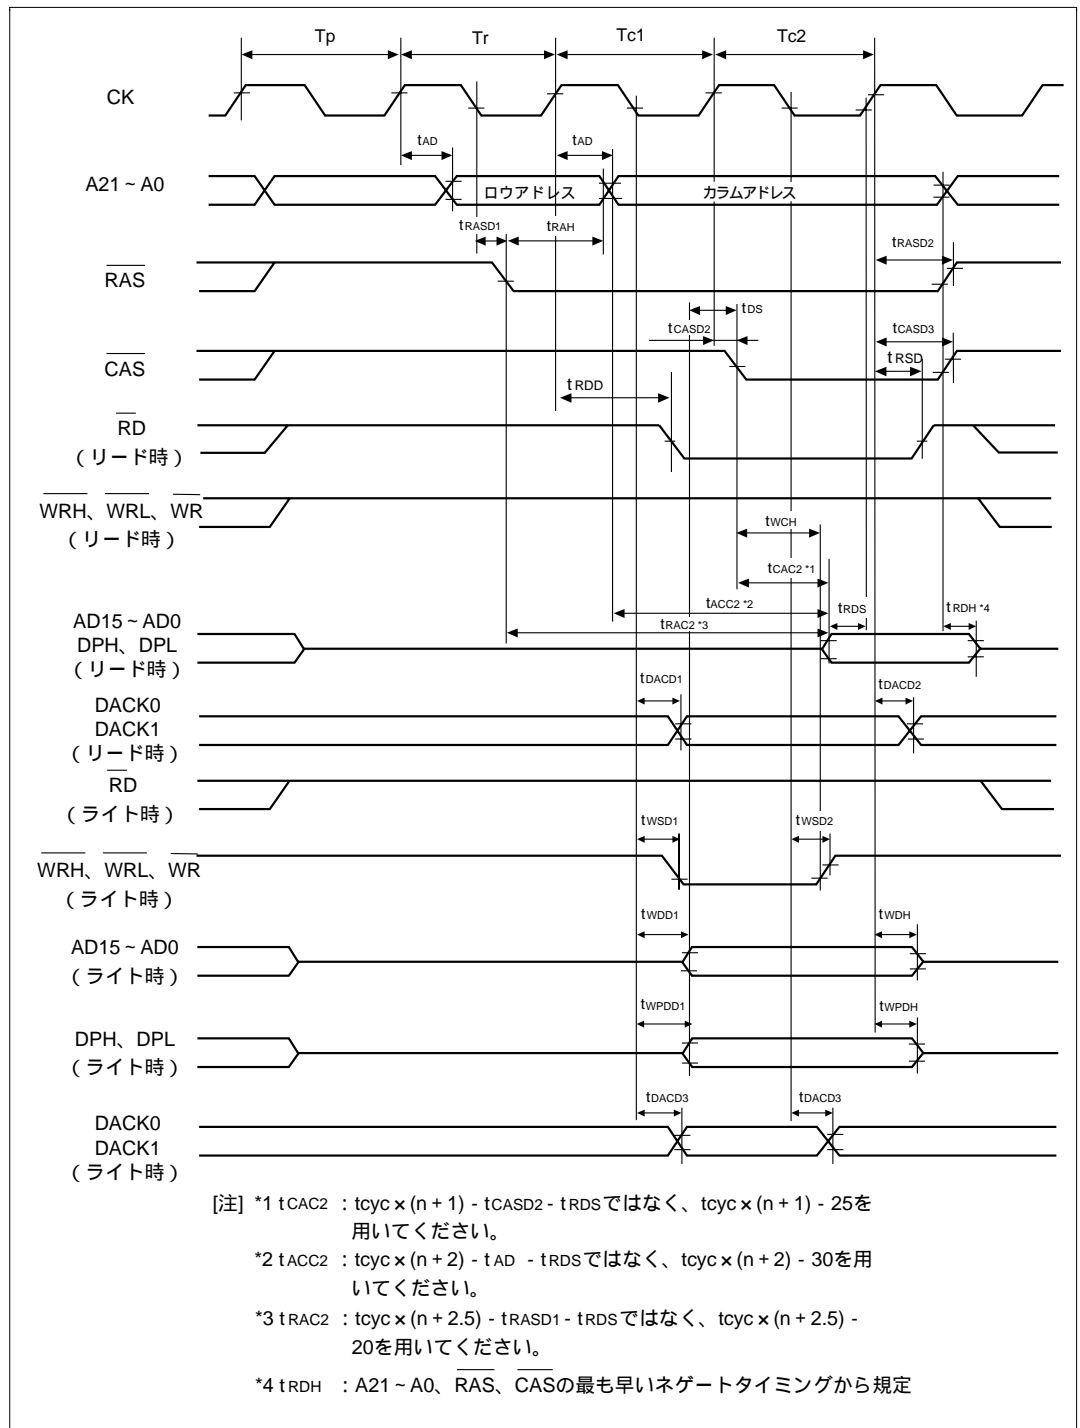 Tp Tr Tc1 Tc2
CK
tAD tAD
A21~A0 ロウアドレス カラムアドレス
tRASD1 tRAH tRASD2
RAS
tDS
tCASD2 tCASD3
CAS tRSD
tRDD
RD
(リード時)
WRH、WRL、WR
(リード時) tWCH
tCAC2 *1
tACC2 *2 tRDS tRDH *4
AD15~AD0
DPH、DPL tRAC2 *3
(リード時)
tDACD1 tDACD2
DACK0
DACK1
(リード時)
RD
(ライト時)
tWSD1 tWSD2
WRH、WRL、WR
(ライト時)
tWDD1 tWDH
AD15~AD0
(ライト時)
tWPDD1 tWPDH
DPH、DPL
(ライト時)
tDACD3 tDACD3
DACK0
DACK1
(ライト時)
[注] *1 tCAC2 : tcyc×(n+1) - tCASD2 - tRDSではなく、tcyc×(n+1) - 25を
用いてください。
*2 tACC2 : tcyc×(n+2) - tAD - tRDSではなく、tcyc×(n+2) - 30を用
いてください。
*3 tRAC2 : tcyc×(n+2.5) - tRASD1 - tRDSではなく、tcyc×(n+2.5) -
20を用いてください。
*4 tRDH : A21~A0、RAS、CASの最も早いネゲートタイミングから規定